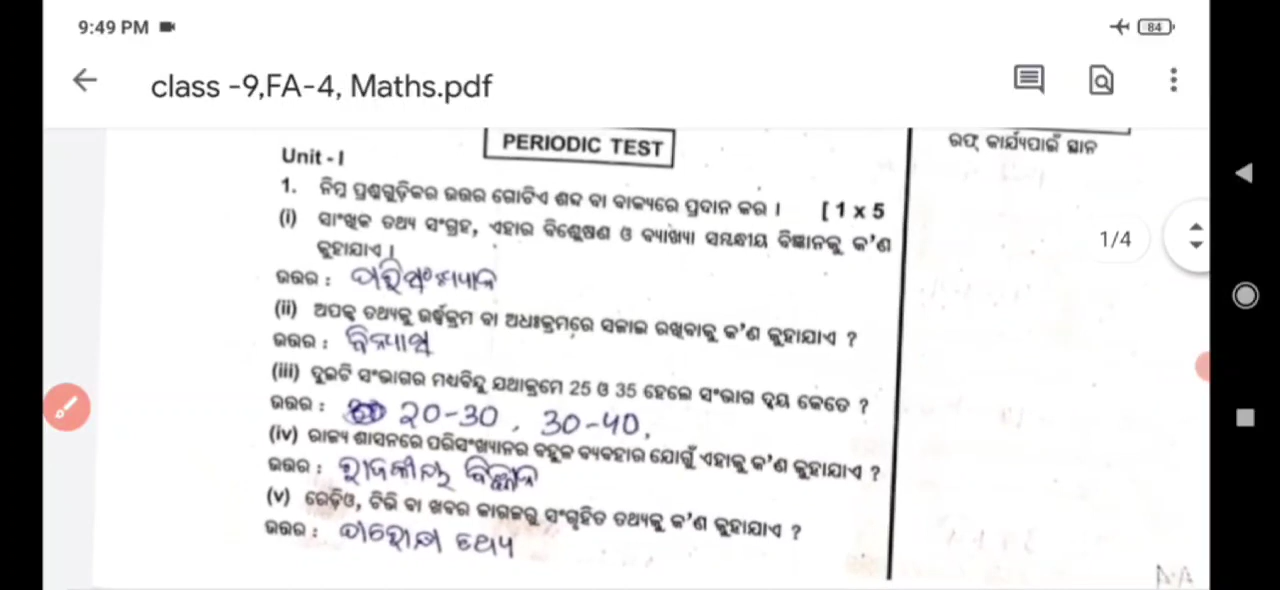 9:49 PM
84
class -9,FA-4, Maths.pdf
PERIODIC TEST
ରଫ୍ କାର୍ଯ୍ୟପାଇଁ ସ୍ଥାନ
Unit - I
1. ନିମ୍ନ ପ୍ରଶ୍ନଗୁଡ଼ିକର ଉତ୍ତର ଗୋଟିଏ ଶବ୍ଦ ବା ବାକ୍ୟରେ ପ୍ରଦାନ କର । [ 1 x 5
(i) ସାଂଖ୍ୟିକ ତଥ୍ୟ ସଂଗ୍ରହ, ଏହାର ବିଶ୍ଳେଷଣ ଓ ବ୍ୟାଖ୍ୟା ସମ୍ବନ୍ଧୀୟ ବିଜ୍ଞାନକୁ କ'ଣ
କୁହାଯାଏ ।
1/4
ଉତ୍ତର : ପରିସଂଖ୍ୟାନ
(ii) ଅପକ୍ୱ ତଥ୍ୟକୁ ଊର୍ଦ୍ଧ୍ୱକ୍ରମ ବା ଅଧଃକ୍ରମରେ ସଜାଇ ରଖିବାକୁ କ'ଣ କୁହାଯାଏ ?
ଉତ୍ତର : ବିନ୍ୟାସ
(iii) ଦୁଇଟି ସଂଭାଗର ମଧ୍ୟବିନ୍ଦୁ ଯଥାକ୍ରମେ 25 ଓ 35 ହେଲେ ସଂଭାଗ ଦ୍ୱୟ କେତେ ?
ଉତ୍ତର : 20-30 , 30-40,
(iv) ରାଜ୍ୟ ଶାସନରେ ପରିସଂଖ୍ୟାନର ବହୁଳ ବ୍ୟବହାର ଯୋଗୁଁ ଏହାକୁ କ'ଣ କୁହାଯାଏ ?
ଉତ୍ତର : ରାଜକୀୟ ବିଜ୍ଞାନ
(v) ରେଡ଼ିଓ, ଟିଭି ବା ଖବର କାଗଜରୁ ସଂଗୃହିତ ତଥ୍ୟକୁ କ'ଣ କୁହାଯାଏ ?
ଉତ୍ତର : ପରୋକ୍ଷ ତଥ୍ୟ